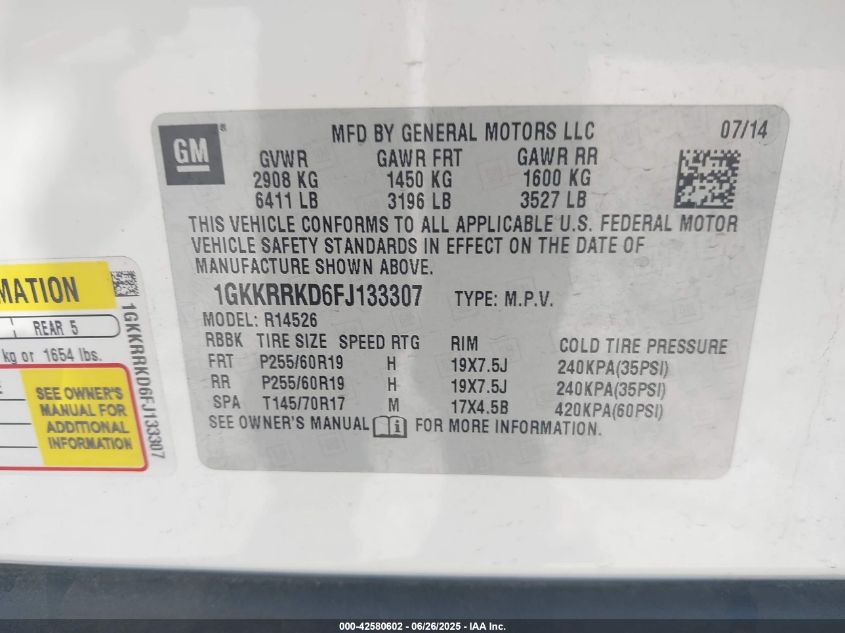 GM ®
MFD BY GENERAL MOTORS LLC 07/14
GVWR GAWR FRT GAWR RR
2908 KG 1450 KG 1600 KG
6411 LB 3196 LB 3527 LB
THIS VEHICLE CONFORMS TO ALL APPLICABLE U.S. FEDERAL MOTOR
VEHICLE SAFETY STANDARDS IN EFFECT ON THE DATE OF
MANUFACTURE SHOWN ABOVE.
1GKKRRKD6FJ133307 TYPE: M.P.V.
MODEL: R14526
RBBK TIRE SIZE SPEED RTG RIM COLD TIRE PRESSURE
FRT P255/60R19 H 19X7.5J 240KPA(35PSI)
RR P255/60R19 H 19X7.5J 240KPA(35PSI)
SPA T145/70R17 M 17X4.5B 420KPA(60PSI)
SEE OWNER'S MANUAL i FOR MORE INFORMATION.
REAR 5
kg or 1654 lbs.
SEE OWNER'S
MANUAL FOR
ADDITIONAL
INFORMATION
1GKKRRKD6FJ133307
000-42580602 - 06/26/2025 - IAA Inc.